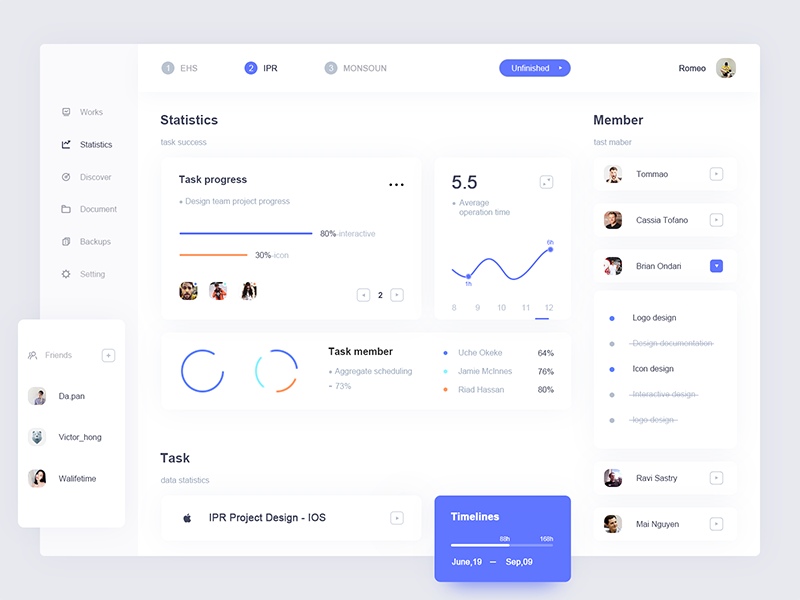 1 EHS
2 IPR
3 MONSOUN
Unfinished
Romeo
Works
Statistics
Discover
Document
Backups
Setting
Friends
Da.pan
Victor_hong
Walifetime
Statistics
task success
Task progress
Design team project progress
80%-interactive
30%-icon
2
5.5
Average
operation time
6h
1h
8 9 10 11 12
Task member
Aggregate scheduling
- 73%
Uche Okeke 64%
Jamie McInnes 76%
Riad Hassan 80%
Task
data statistics
IPR Project Design - IOS
Timelines
88h 168h
June,19 — Sep,09
Member
tast maber
Tommao
Cassia Tofano
Brian Ondari
Logo design
Design documentation
Icon design
Interactive design
logo design
Ravi Sastry
Mai Nguyen